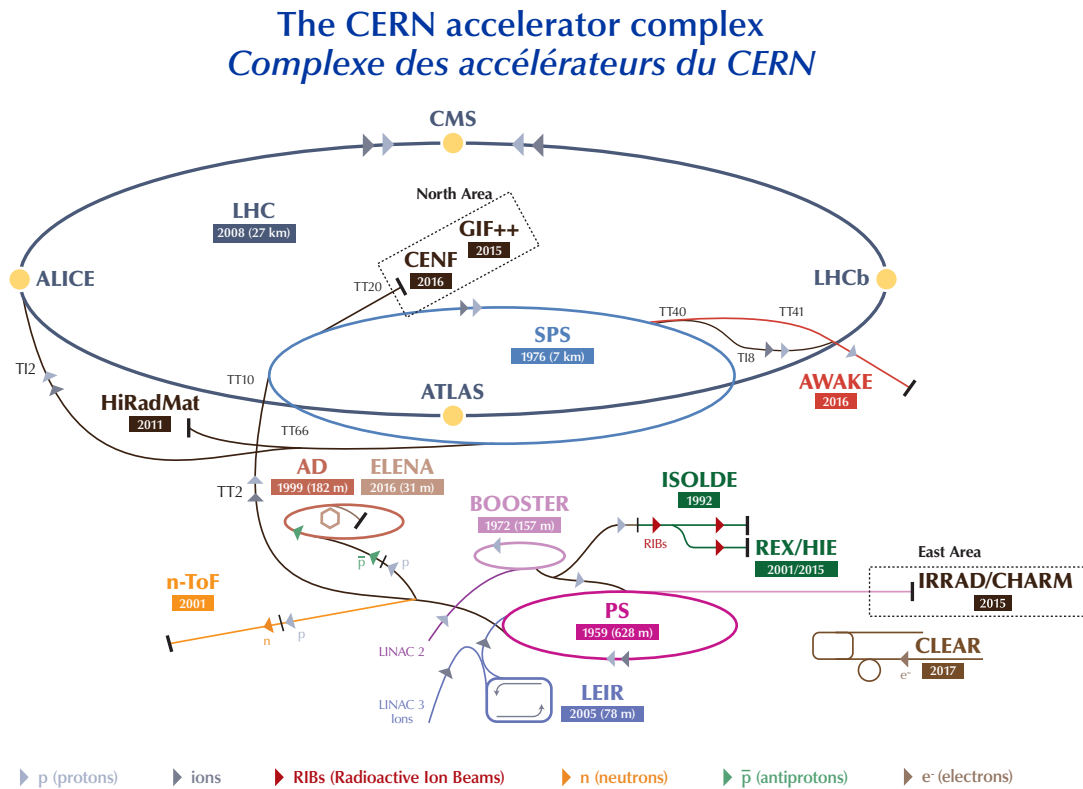 The CERN accelerator complex
Complexe des accélérateurs du CERN
CMS
North Area
LHC
2008 (27 km)
GIF++
2015
CENF
2016
ALICE
LHCb
TT20
TT40
TT41
SPS
1976 (7 km)
TI8
TI2
TT10
ATLAS
AWAKE
2016
HiRadMat
2011
TT66
AD
1999 (182 m)
ELENA
2016 (31 m)
TT2
ISOLDE
1992
BOOSTER
1972 (157 m)
RIBs
REX/HIE
2001/2015
East Area
p̅
p
n-ToF
2001
IRRAD/CHARM
2015
PS
1959 (628 m)
n
p
LINAC 2
CLEAR
2017
e-
LEIR
2005 (78 m)
LINAC 3
Ions
p (protons)
ions
RIBs (Radioactive Ion Beams)
n (neutrons)
p̅ (antiprotons)
e- (electrons)